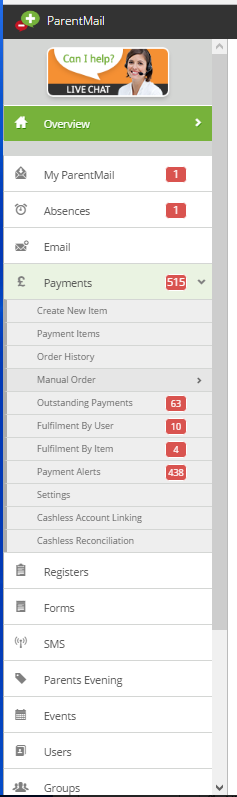 ParentMail
Can I help?
LIVE CHAT
Overview
My ParentMail 1
Absences 1
Email
£ Payments 515
Create New Item
Payment Items
Order History
Manual Order
Outstanding Payments 63
Fulfilment By User 10
Fulfilment By Item 4
Payment Alerts 438
Settings
Cashless Account Linking
Cashless Reconciliation
Registers
Forms
SMS
Parents Evening
Events
Users
Groups